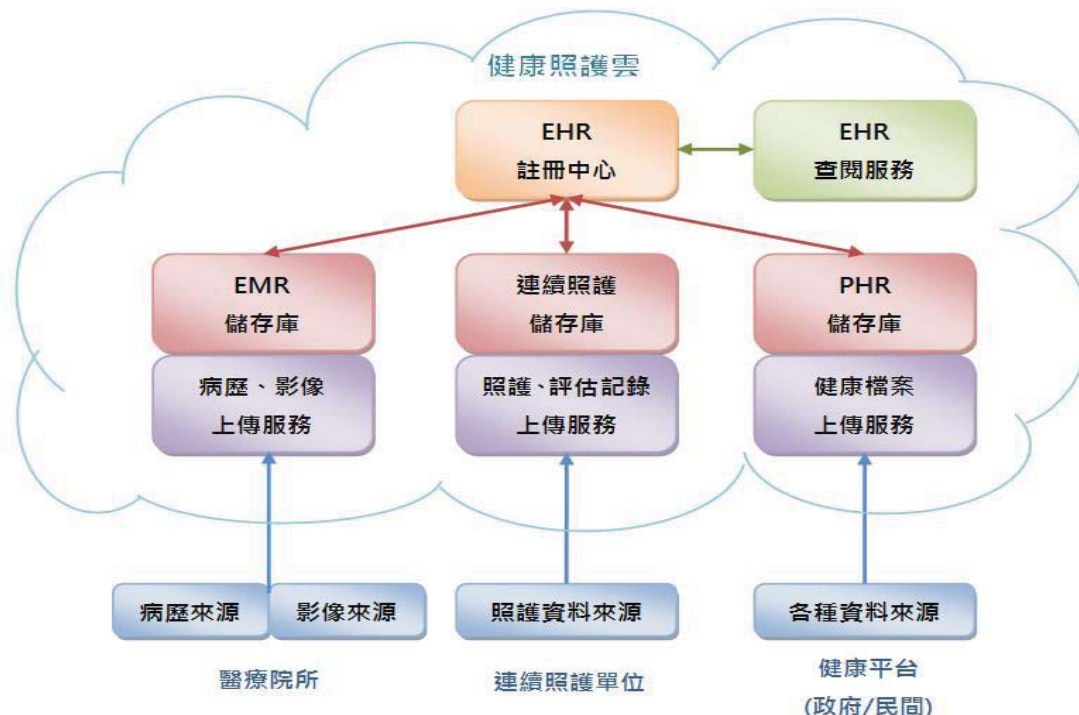 健康照護雲
EHR
註冊中心
EHR
查閱服務
EMR
儲存庫
連續照護
儲存庫
PHR
儲存庫
病歷、影像
上傳服務
照護、評估記錄
上傳服務
健康檔案
上傳服務
病歷來源
影像來源
照護資料來源
各種資料來源
醫療院所
連續照護單位
健康平台
(政府/民間)